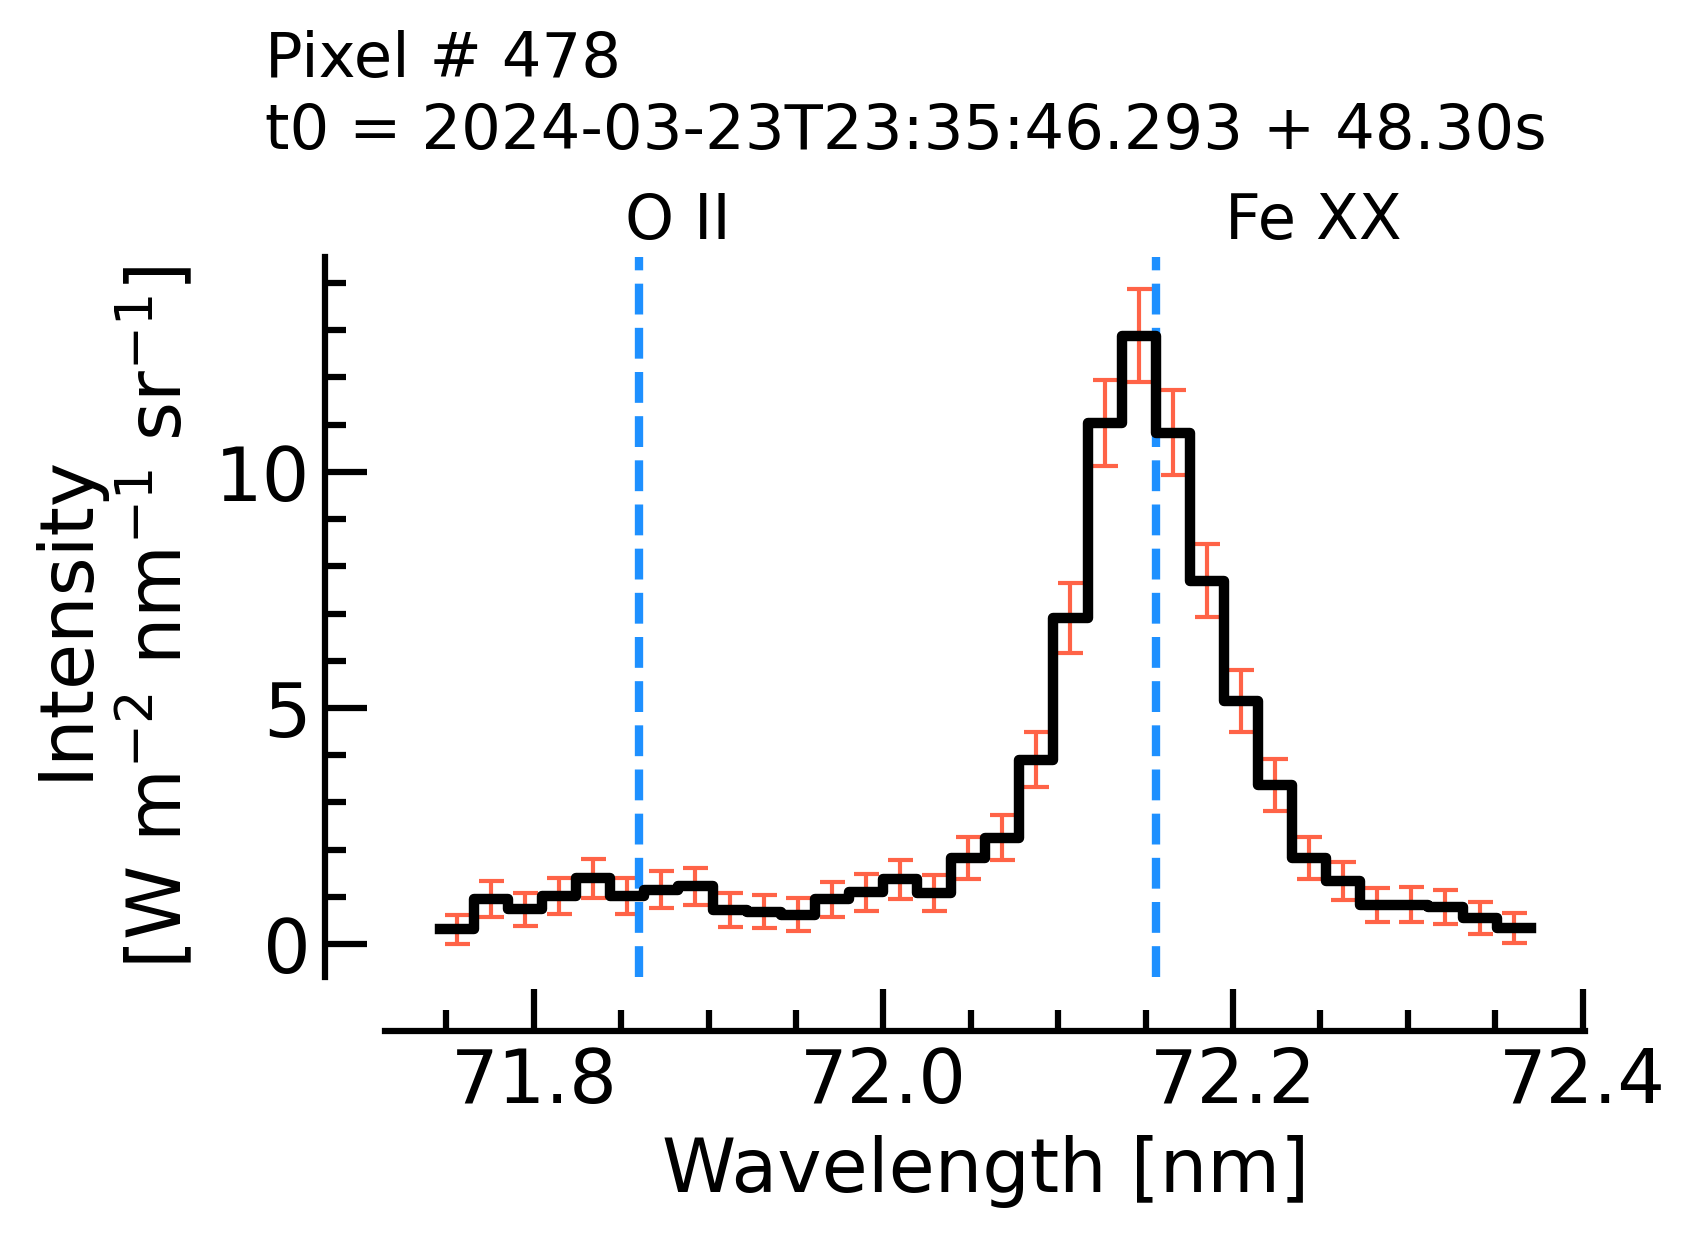 Pixel # 478
t0 = 2024-03-23T23:35:46.293 + 48.30s
O II
Fe XX
Intensity
[W m⁻² nm⁻¹ sr⁻¹]
10
5
0
71.8
72.0
72.2
72.4
Wavelength [nm]